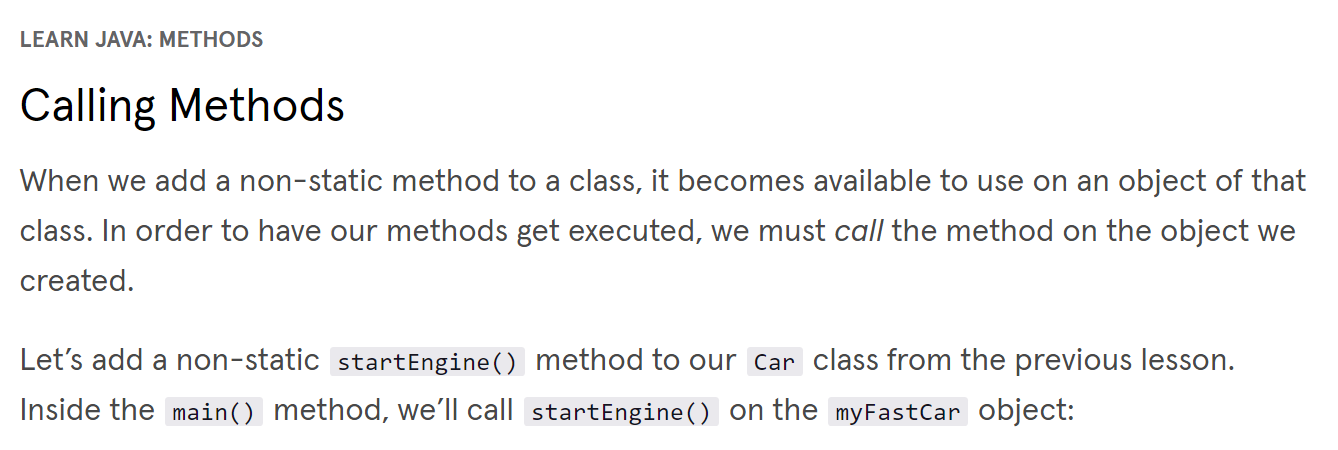 LEARN JAVA: METHODS
Calling Methods
When we add a non-static method to a class, it becomes available to use on an object of that
class. In order to have our methods get executed, we must call the method on the object we
created.
Let’s add a non-static startEngine() method to our Car class from the previous lesson.
Inside the main() method, we’ll call startEngine() on the myFastCar object: